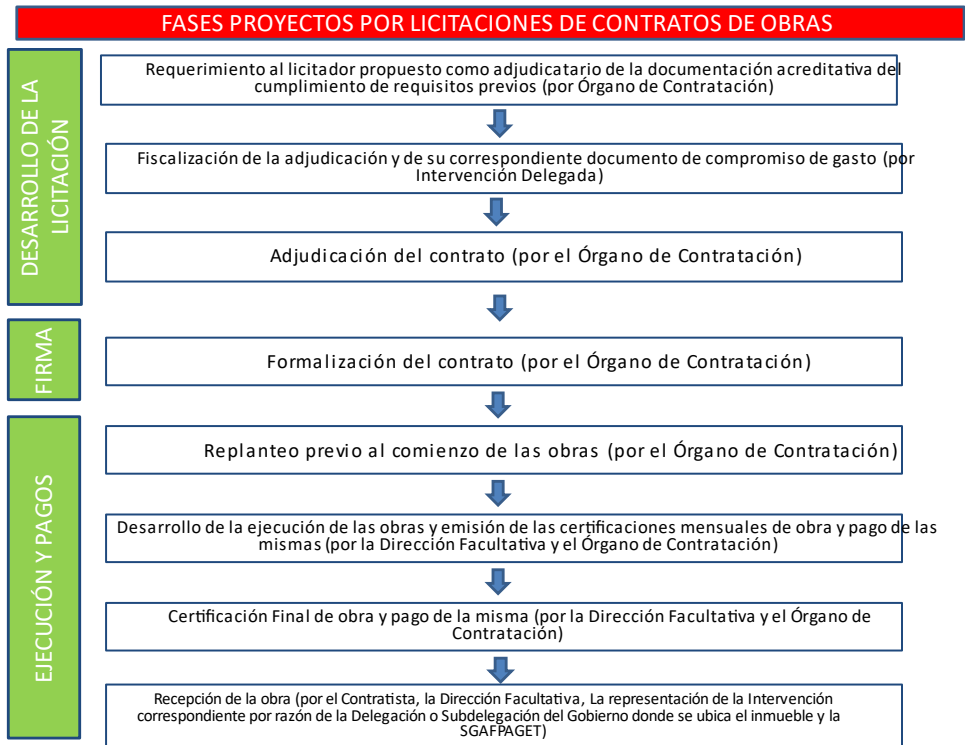 FASES PROYECTOS POR LICITACIONES DE CONTRATOS DE OBRAS
DESARROLLO DE LA
LICITACIÓN
Requerimiento al licitador propuesto como adjudicatario de la documentación acreditativa del
cumplimiento de requisitos previos (por Órgano de Contratación)
Fiscalización de la adjudicación y de su correspondiente documento de compromiso de gasto (por
Intervención Delegada)
Adjudicación del contrato (por el Órgano de Contratación)
FIRMA
Formalización del contrato (por el Órgano de Contratación)
EJECUCIÓN Y PAGOS
Replanteo previo al comienzo de las obras (por el Órgano de Contratación)
Desarrollo de la ejecución de las obras y emisión de las certificaciones mensuales de obra y pago de las
mismas (por la Dirección Facultativa y el Órgano de Contratación)
Certificación Final de obra y pago de la misma (por la Dirección Facultativa y el Órgano de
Contratación)
Recepción de la obra (por el Contratista, la Dirección Facultativa, La representación de la Intervención
correspondiente por razón de la Delegación o Subdelegación del Gobierno donde se ubica el inmueble y la
SGAFPAGET)